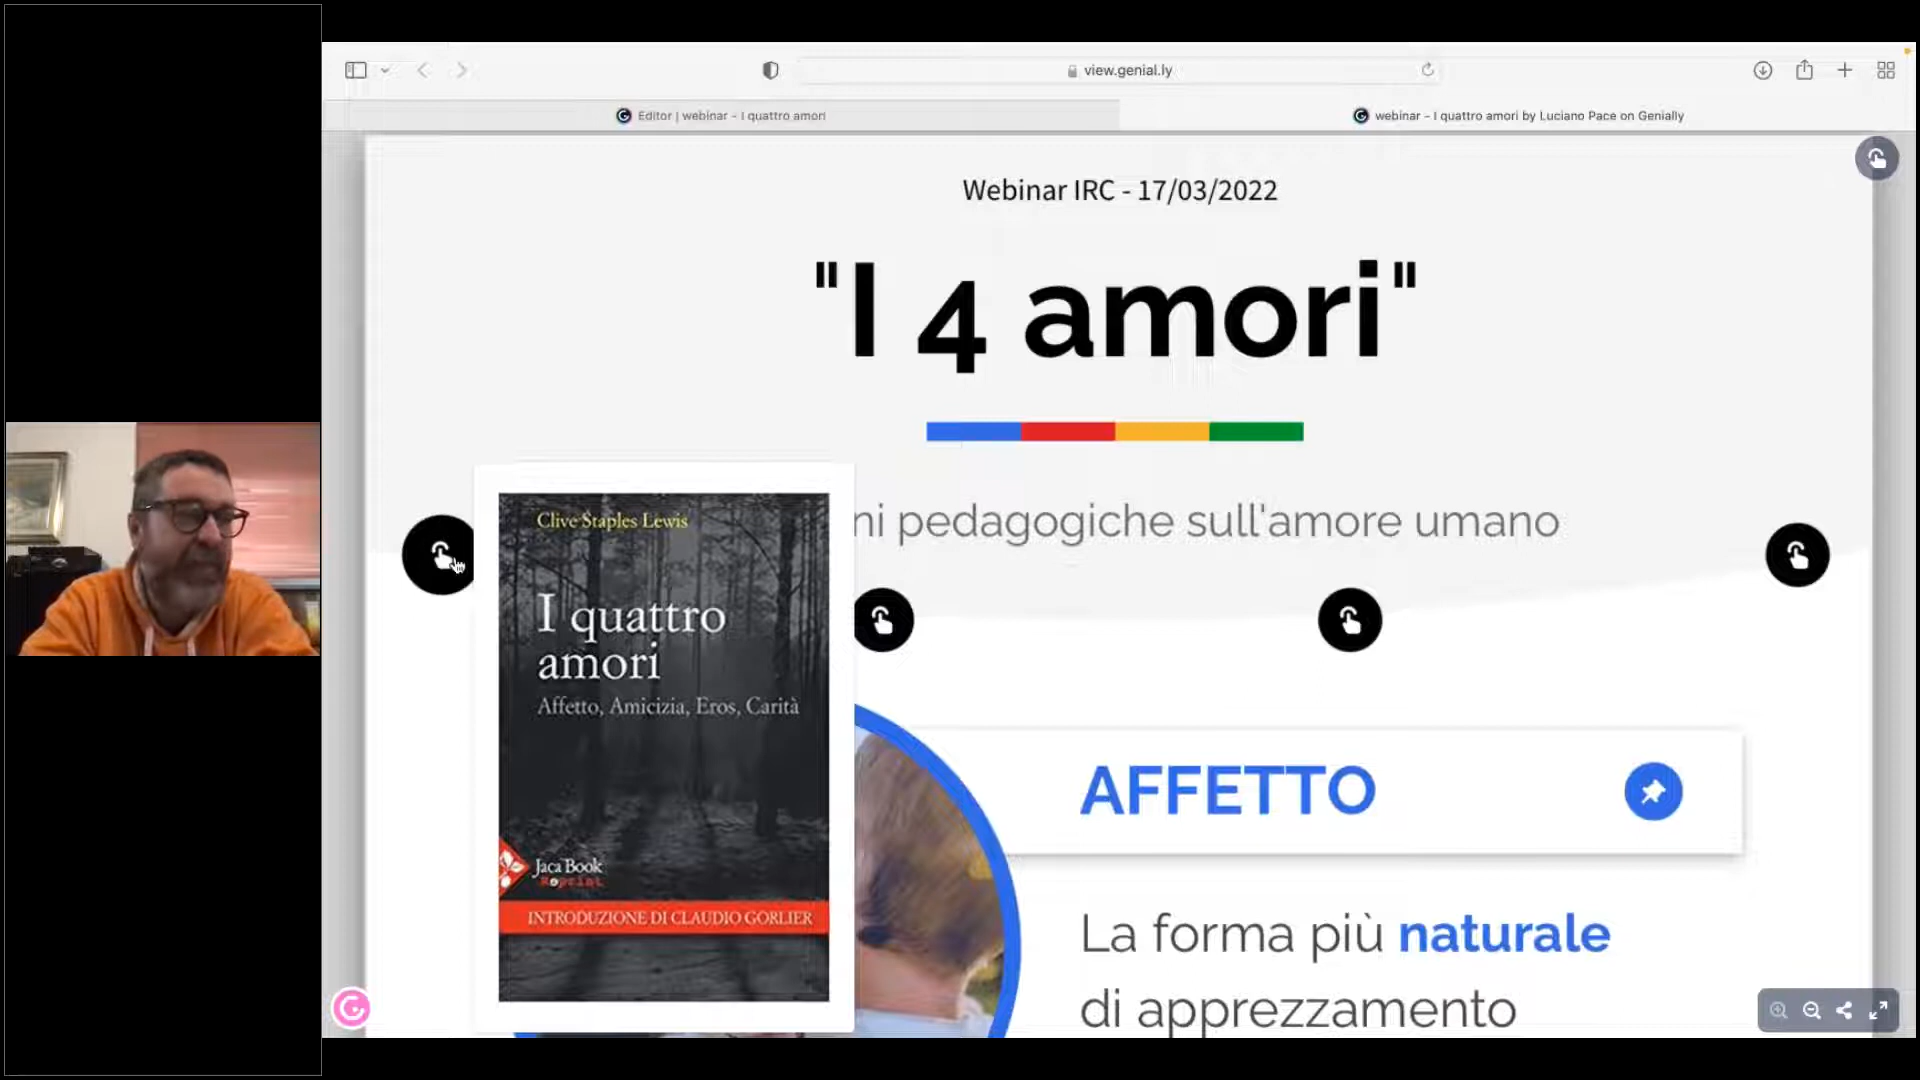 view.genial.ly
Editor | webinar - I quattro amori
webinar - I quattro amori by Luciano Pace on Genially
Webinar IRC - 17/03/2022
"I 4 amori"
ni pedagogiche sull'amore umano
Clive Staples Lewis
I quattro
amori
Affetto, Amicizia, Eros, Carità
Jaca Book
Reprint
INTRODUZIONE DI CLAUDIO GORLIER
AFFETTO
La forma più naturale
di apprezzamento